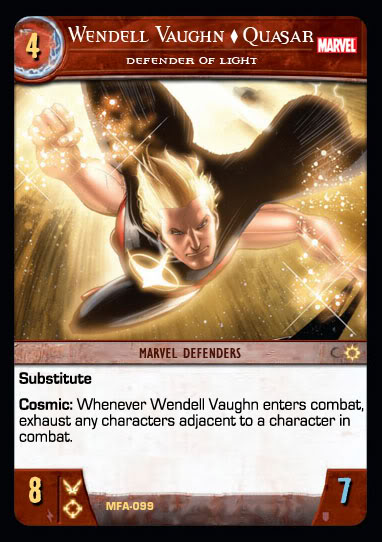 4
Wendell Vaughn ♦ Quasar
DEFENDER OF LIGHT
MARVEL
MARVEL DEFENDERS
C
Substitute
Cosmic: Whenever Wendell Vaughn enters combat,
exhaust any characters adjacent to a character in
combat.
8
MFA-099
7